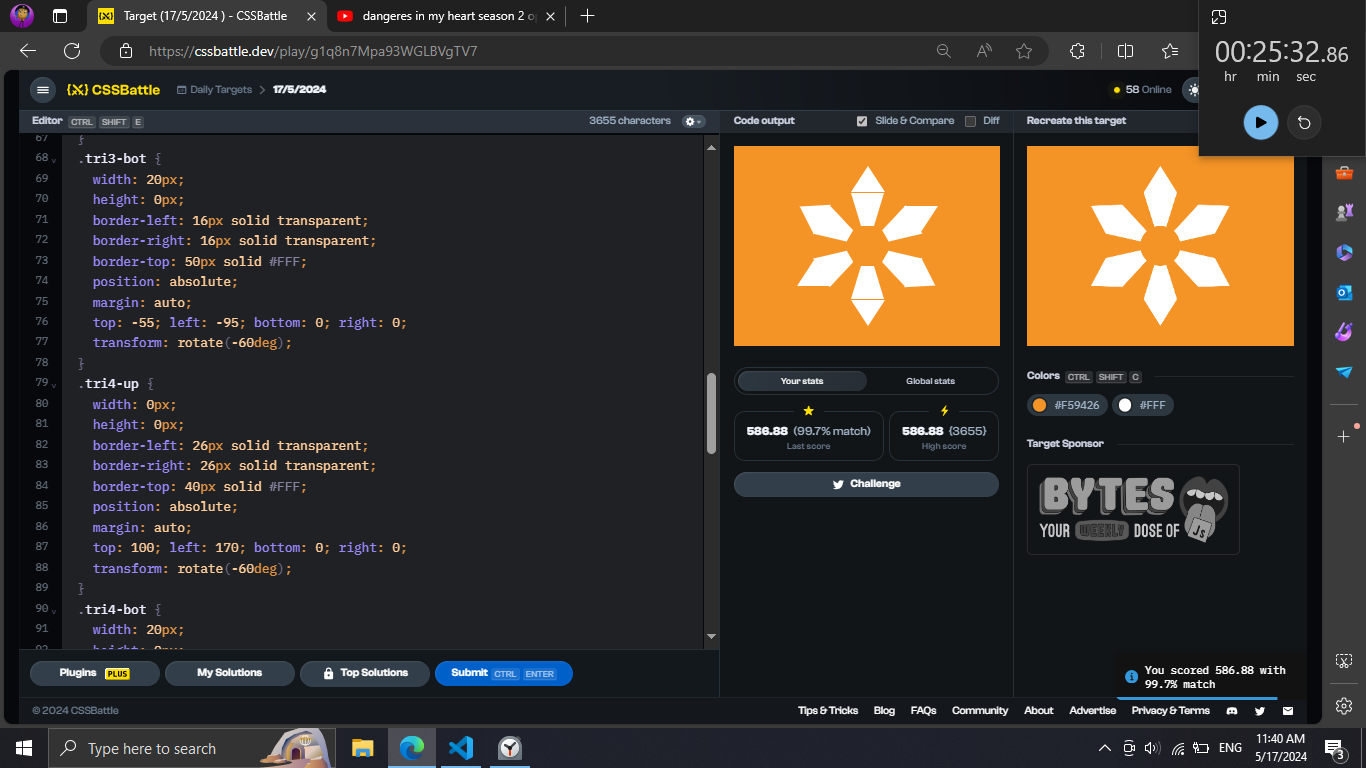 Target (17/5/2024 ) - CSSBattle
dangeres in my heart season 2 o
https://cssbattle.dev/play/g1q8n7Mpa93WGLBVgTV7
00:25:32.86
hr min sec
CSSBattle
Daily Targets > 17/5/2024
58 Online
Editor CTRL SHIFT E
3655 characters
Code output
Slide & Compare
Diff
Recreate this target
67 }
68 .tri3-bot {
69 width: 20px;
70 height: 0px;
71 border-left: 16px solid transparent;
72 border-right: 16px solid transparent;
73 border-top: 50px solid #FFF;
74 position: absolute;
75 margin: auto;
76 top: -55; left: -95; bottom: 0; right: 0;
77 transform: rotate(-60deg);
78 }
79 .tri4-up {
80 width: 0px;
81 height: 0px;
82 border-left: 26px solid transparent;
83 border-right: 26px solid transparent;
84 border-top: 40px solid #FFF;
85 position: absolute;
86 margin: auto;
87 top: 100; left: 170; bottom: 0; right: 0;
88 transform: rotate(-60deg);
89 }
90 .tri4-bot {
91 width: 20px;
Your stats
Global stats
586.88 (99.7% match)
Last score
586.88 {3655}
High score
Challenge
Colors CTRL SHIFT C
#F59426
#FFF
Target Sponsor
BYTES
YOUR WEEKLY DOSE OF JS
Plugins PLUS
My Solutions
Top Solutions
Submit CTRL ENTER
You scored 586.88 with
99.7% match
© 2024 CSSBattle
Tips & Tricks Blog FAQs Community About Advertise Privacy & Terms
Type here to search
ENG
11:40 AM
5/17/2024
3